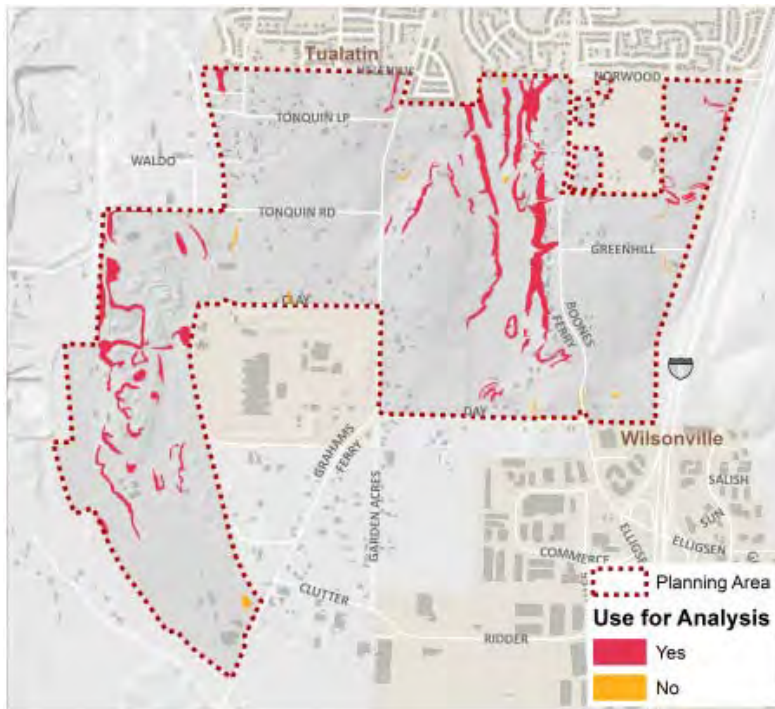 Tualatin
NORWOOD
TONQUIN LP
WALDO
TONQUIN RD
GREENHILL
CLAY
BOONES
FERRY
DAY
Wilsonville
GRAHAMS
FERRY
GARDEN ACRES
SALISH
SUN
ELLIGSEN
COMMERCE
CLUTTER
RIDDER
Planning Area
Use for Analysis
Yes
No